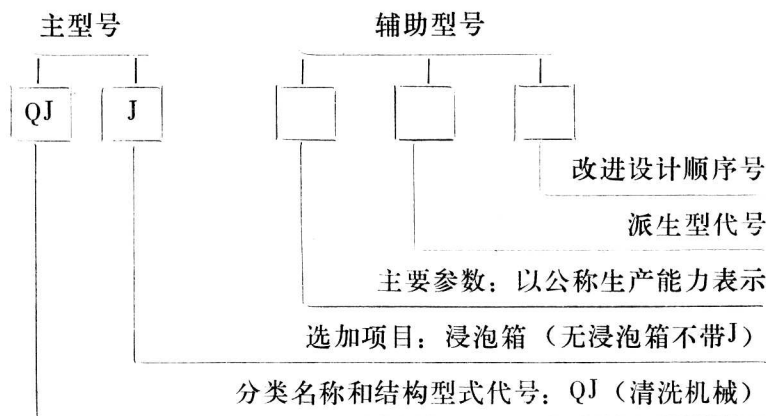 主型号 辅助型号
QJ J
改进设计顺序号
派生型代号
主要参数：以公称生产能力表示
选加项目：浸泡箱（无浸泡箱不带J）
分类名称和结构型式代号：QJ（清洗机械）